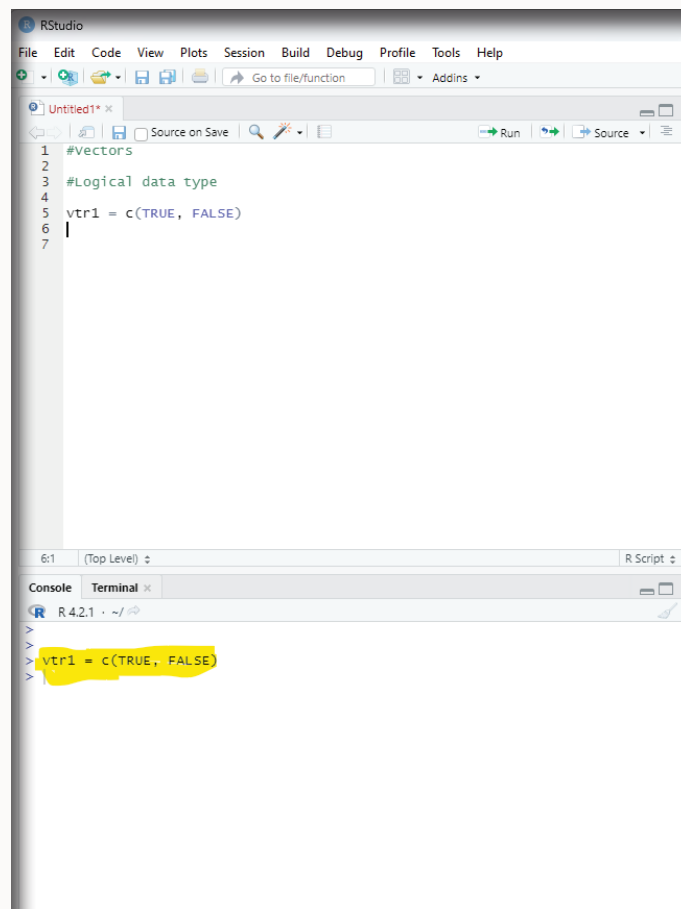 RStudio
File Edit Code View Plots Session Build Debug Profile Tools Help
Go to file/function Addins
Untitled1* ×
Source on Save Run Source
1 #Vectors
2
3 #Logical data type
4
5 vtr1 = c(TRUE, FALSE)
6
7
6:1 (Top Level) R Script
Console Terminal ×
R 4.2.1 · ~/
>
>
> vtr1 = c(TRUE, FALSE)
>